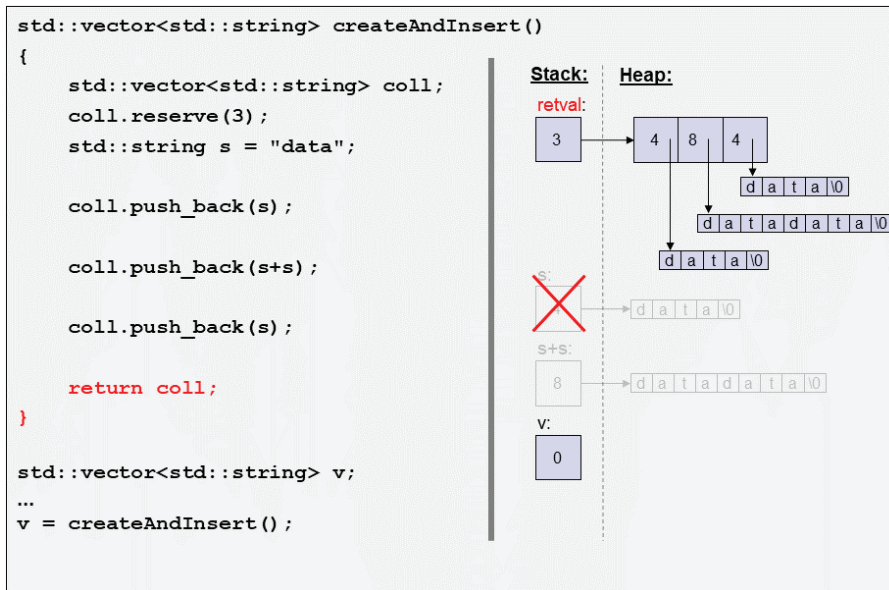 std::vector<std::string> createAndInsert()
{
std::vector<std::string> coll;
coll.reserve(3);
std::string s = "data";
coll.push_back(s);
coll.push_back(s+s);
coll.push_back(s);
return coll;
}
std::vector<std::string> v;
...
v = createAndInsert();
Stack: Heap:
retval:
3 4 8 4
d a t a \0
d a t a d a t a \0
d a t a \0
s:
d a t a \0
s+s:
8 d a t a d a t a \0
v:
0